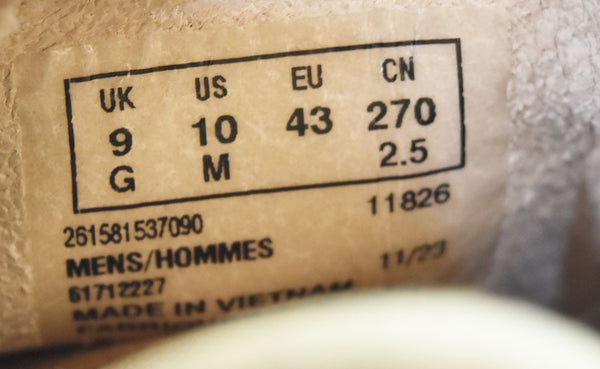 UK US EU CN
9 10 43 270
G M 2.5
261581537090 11826
MENS/HOMMES 11/23
61712227
MADE IN VIETNAM